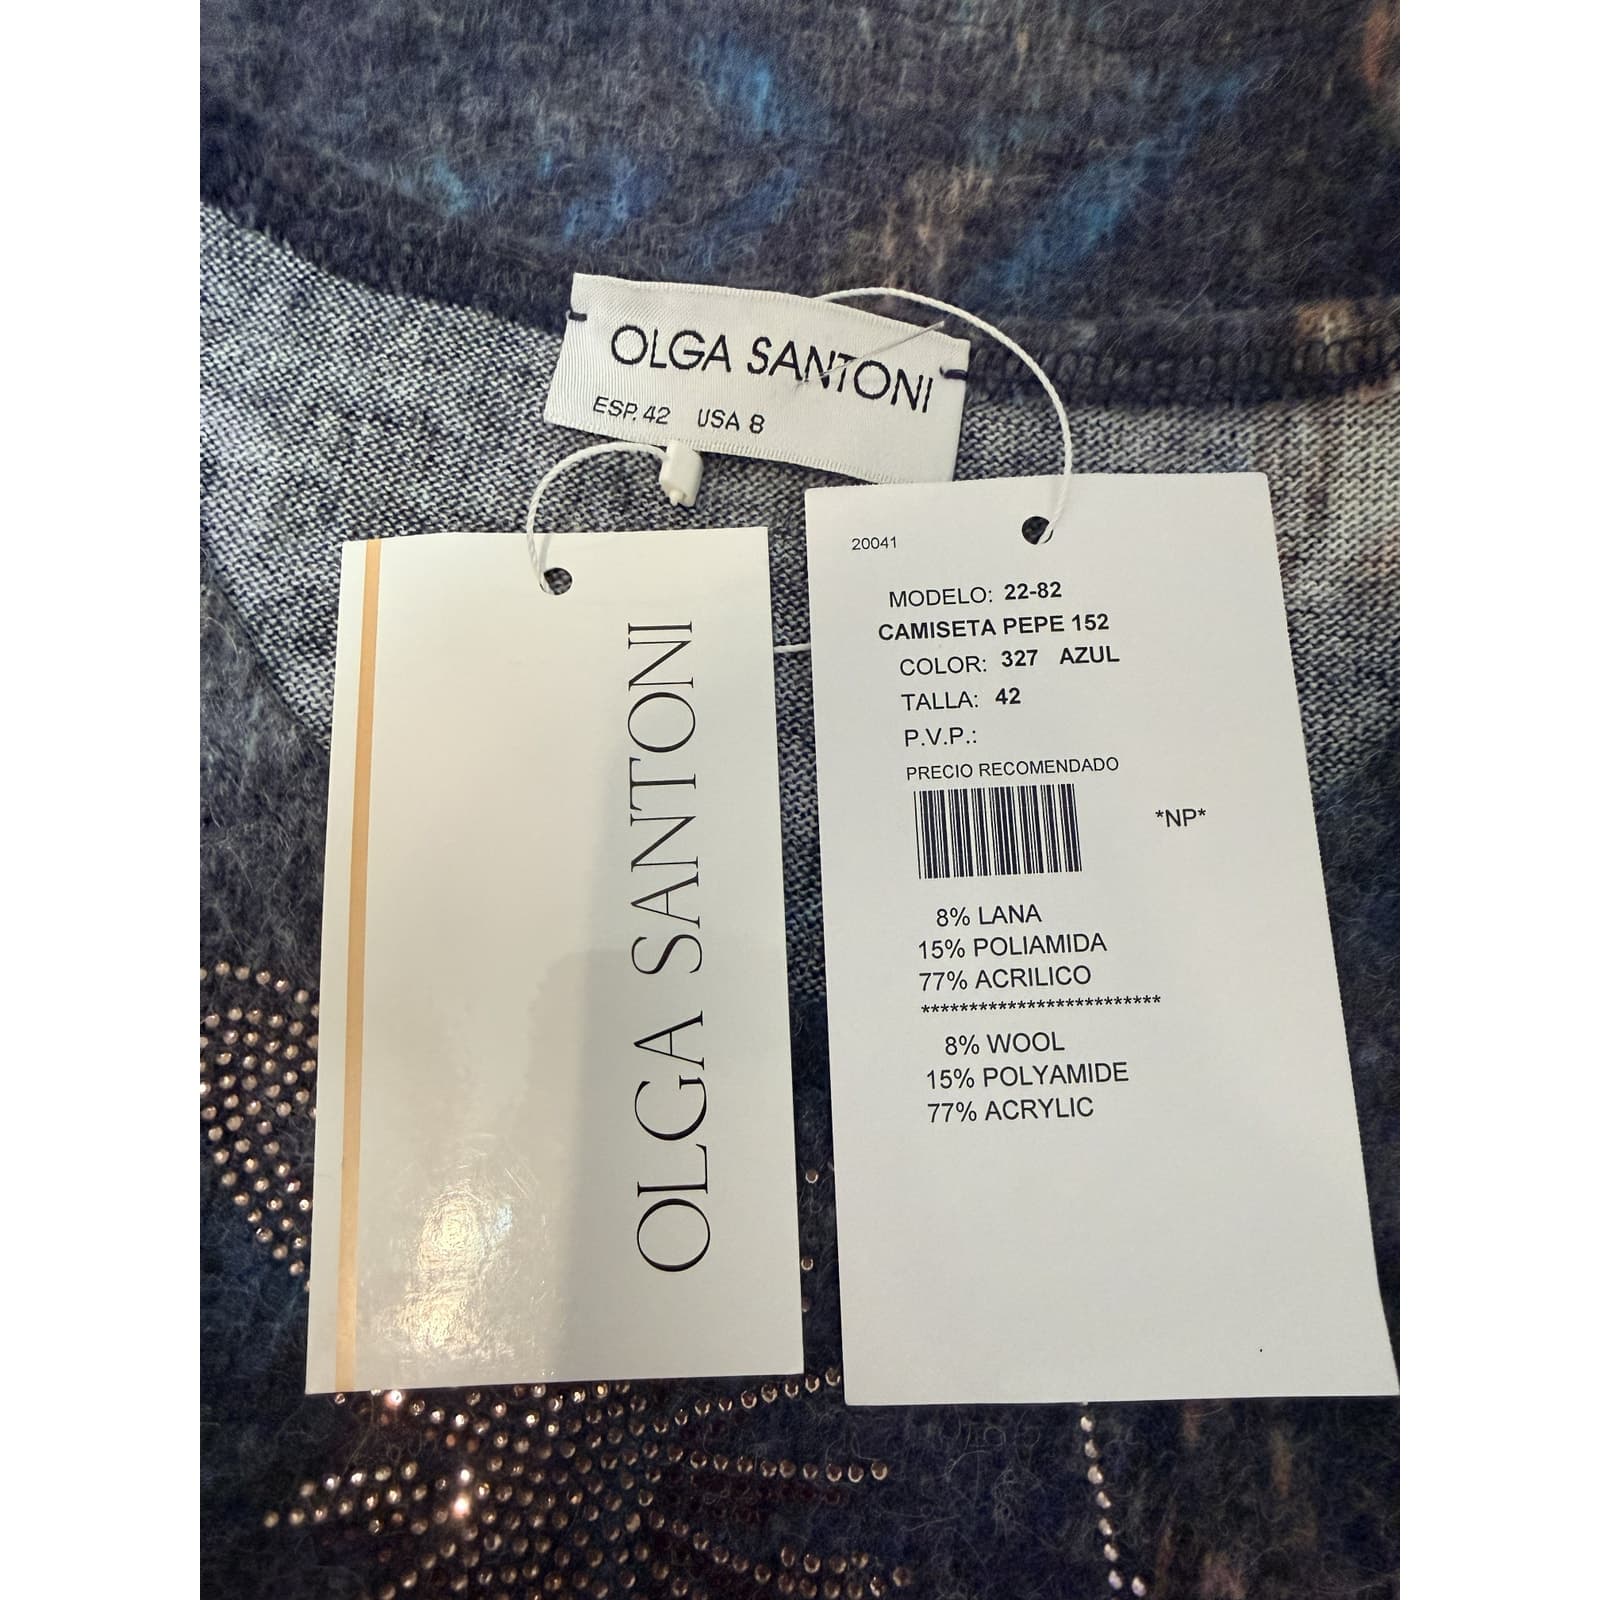 OLGA SANTONI
ESP. 42 USA 8
OLGA SANTONI
20041
MODELO: 22-82
CAMISETA PEPE 152
COLOR: 327 AZUL
TALLA: 42
P.V.P.:
PRECIO RECOMENDADO
*NP*
8% LANA
15% POLIAMIDA
77% ACRILICO
*************************
8% WOOL
15% POLYAMIDE
77% ACRYLIC